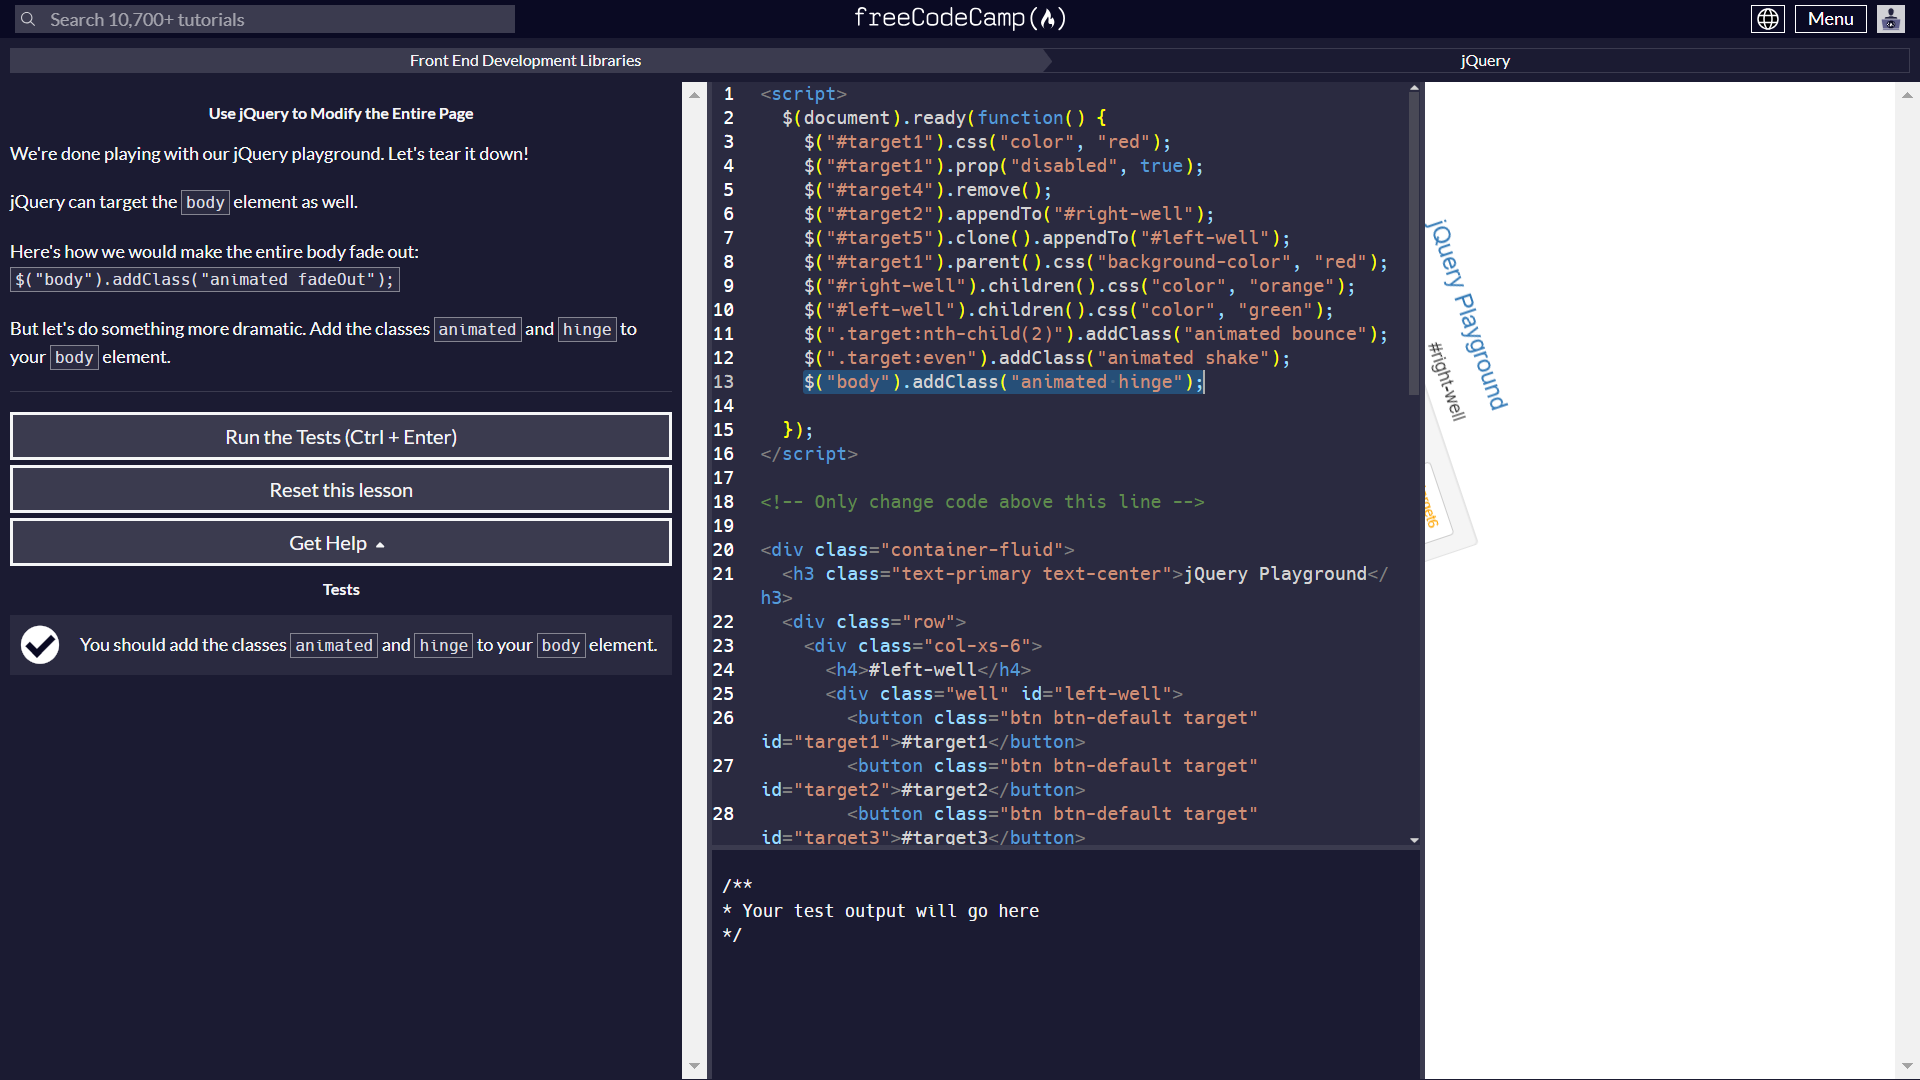 Search 10,700+ tutorials
freeCodeCamp
Menu
Front End Development Libraries
jQuery
Use jQuery to Modify the Entire Page
We're done playing with our jQuery playground. Let's tear it down!
jQuery can target the body element as well.
Here's how we would make the entire body fade out:
$("body").addClass("animated fadeOut");
But let's do something more dramatic. Add the classes animated and hinge to
your body element.
Run the Tests (Ctrl + Enter)
Reset this lesson
Get Help
Tests
You should add the classes animated and hinge to your body element.
1 <script>
2 $(document).ready(function() {
3 $("#target1").css("color", "red");
4 $("#target1").prop("disabled", true);
5 $("#target4").remove();
6 $("#target2").appendTo("#right-well");
7 $("#target5").clone().appendTo("#left-well");
8 $("#target1").parent().css("background-color", "red");
9 $("#right-well").children().css("color", "orange");
10 $("#left-well").children().css("color", "green");
11 $(".target:nth-child(2)").addClass("animated bounce");
12 $(".target:even").addClass("animated shake");
13 $("body").addClass("animated hinge");
14
15 });
16 </script>
17
18 <!-- Only change code above this line -->
19
20 <div class="container-fluid">
21 <h3 class="text-primary text-center">jQuery Playground</
h3>
22 <div class="row">
23 <div class="col-xs-6">
24 <h4>#left-well</h4>
25 <div class="well" id="left-well">
26 <button class="btn btn-default target"
id="target1">#target1</button>
27 <button class="btn btn-default target"
id="target2">#target2</button>
28 <button class="btn btn-default target"
id="target3">#target3</button>
/**
* Your test output will go here
*/
jQuery Playground
#right-well